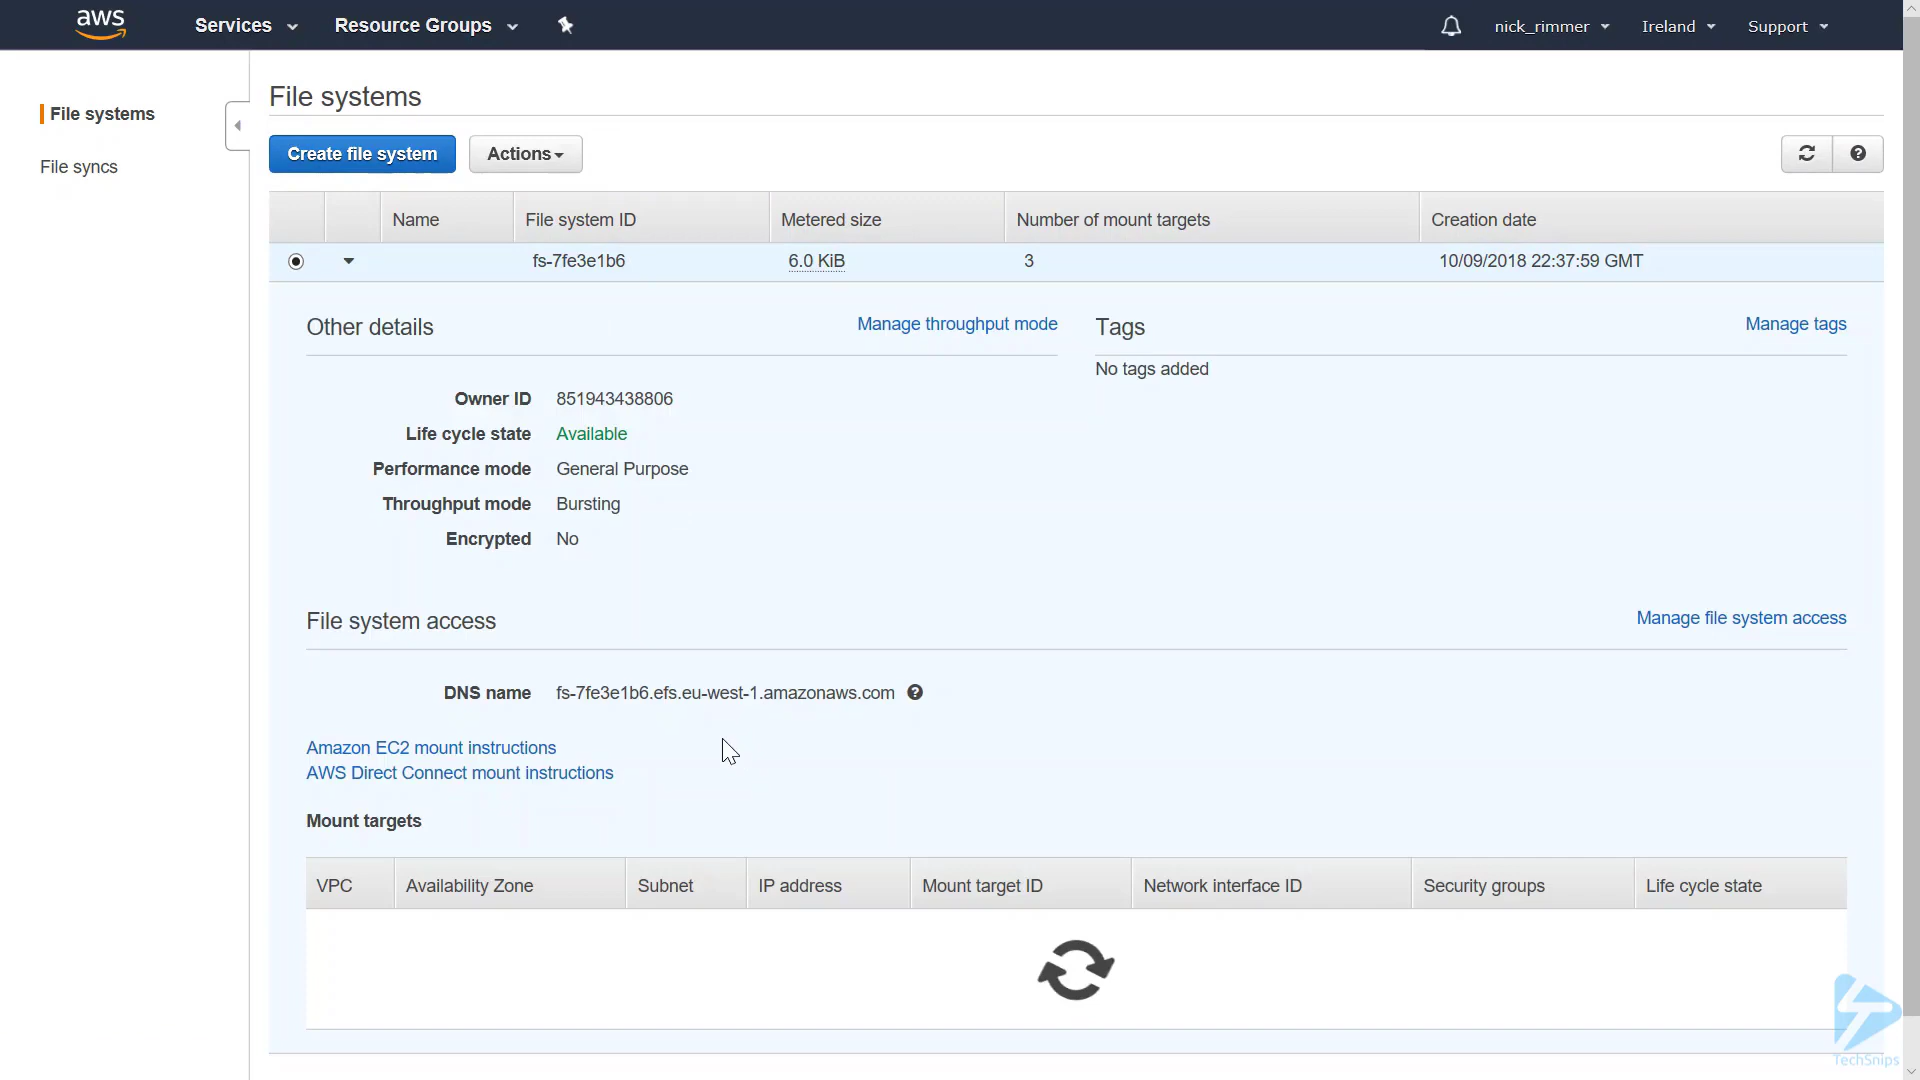 aws Services Resource Groups nick_rimmer Ireland Support
File systems
File syncs
File systems
Create file system Actions
Name File system ID Metered size Number of mount targets Creation date
fs-7fe3e1b6 6.0 KiB 3 10/09/2018 22:37:59 GMT
Other details Manage throughput mode
Owner ID 851943438806
Life cycle state Available
Performance mode General Purpose
Throughput mode Bursting
Encrypted No
Tags Manage tags
No tags added
File system access Manage file system access
DNS name fs-7fe3e1b6.efs.eu-west-1.amazonaws.com
Amazon EC2 mount instructions
AWS Direct Connect mount instructions
Mount targets
VPC Availability Zone Subnet IP address Mount target ID Network interface ID Security groups Life cycle state
TechSnips